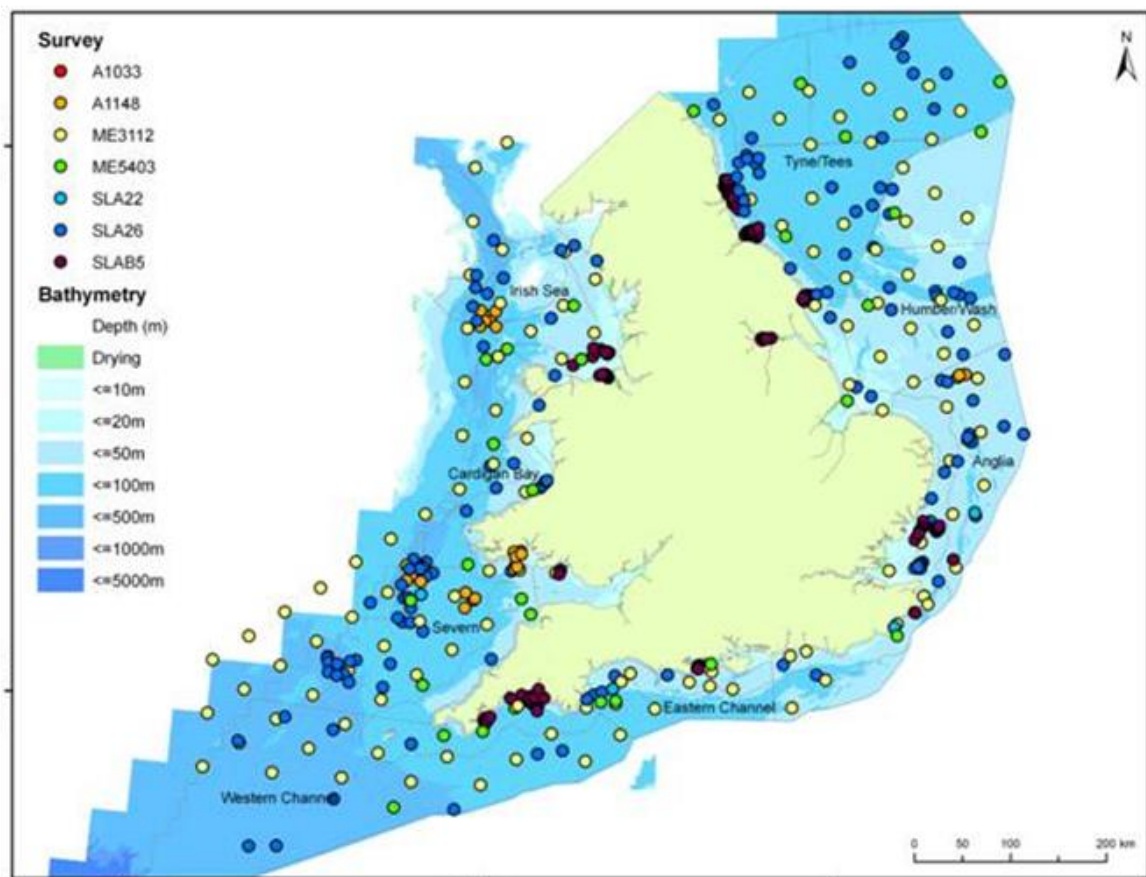 Survey
A1033
A1148
ME3112
ME5403
SLA22
SLA26
SLAB5
Bathymetry
Depth (m)
Drying
<=10m
<=20m
<=50m
<=100m
<=500m
<=1000m
<=5000m
N
Tyne/Tees
Irish Sea
Humber/Wash
Cardigan Bay
Anglia
Severn
Eastern Channel
Western Channel
0 50 100 200 km